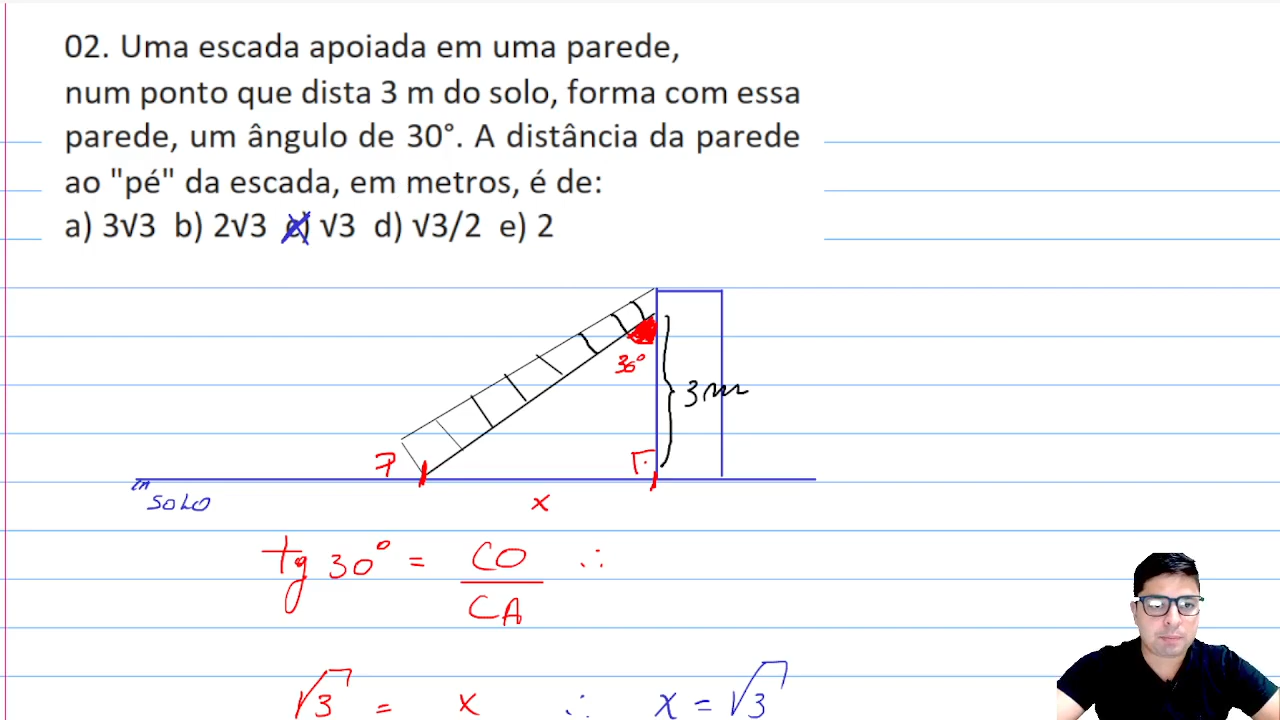 02. Uma escada apoiada em uma parede,
num ponto que dista 3 m do solo, forma com essa
parede, um ângulo de 30°. A distância da parede
ao "pé" da escada, em metros, é de:
a) 3√3 b) 2√3 c) √3 d) √3/2 e) 2
30°
3m
P
x
SOLO
tg 30° = CO/CA ∴
√3 = x ∴ x = √3